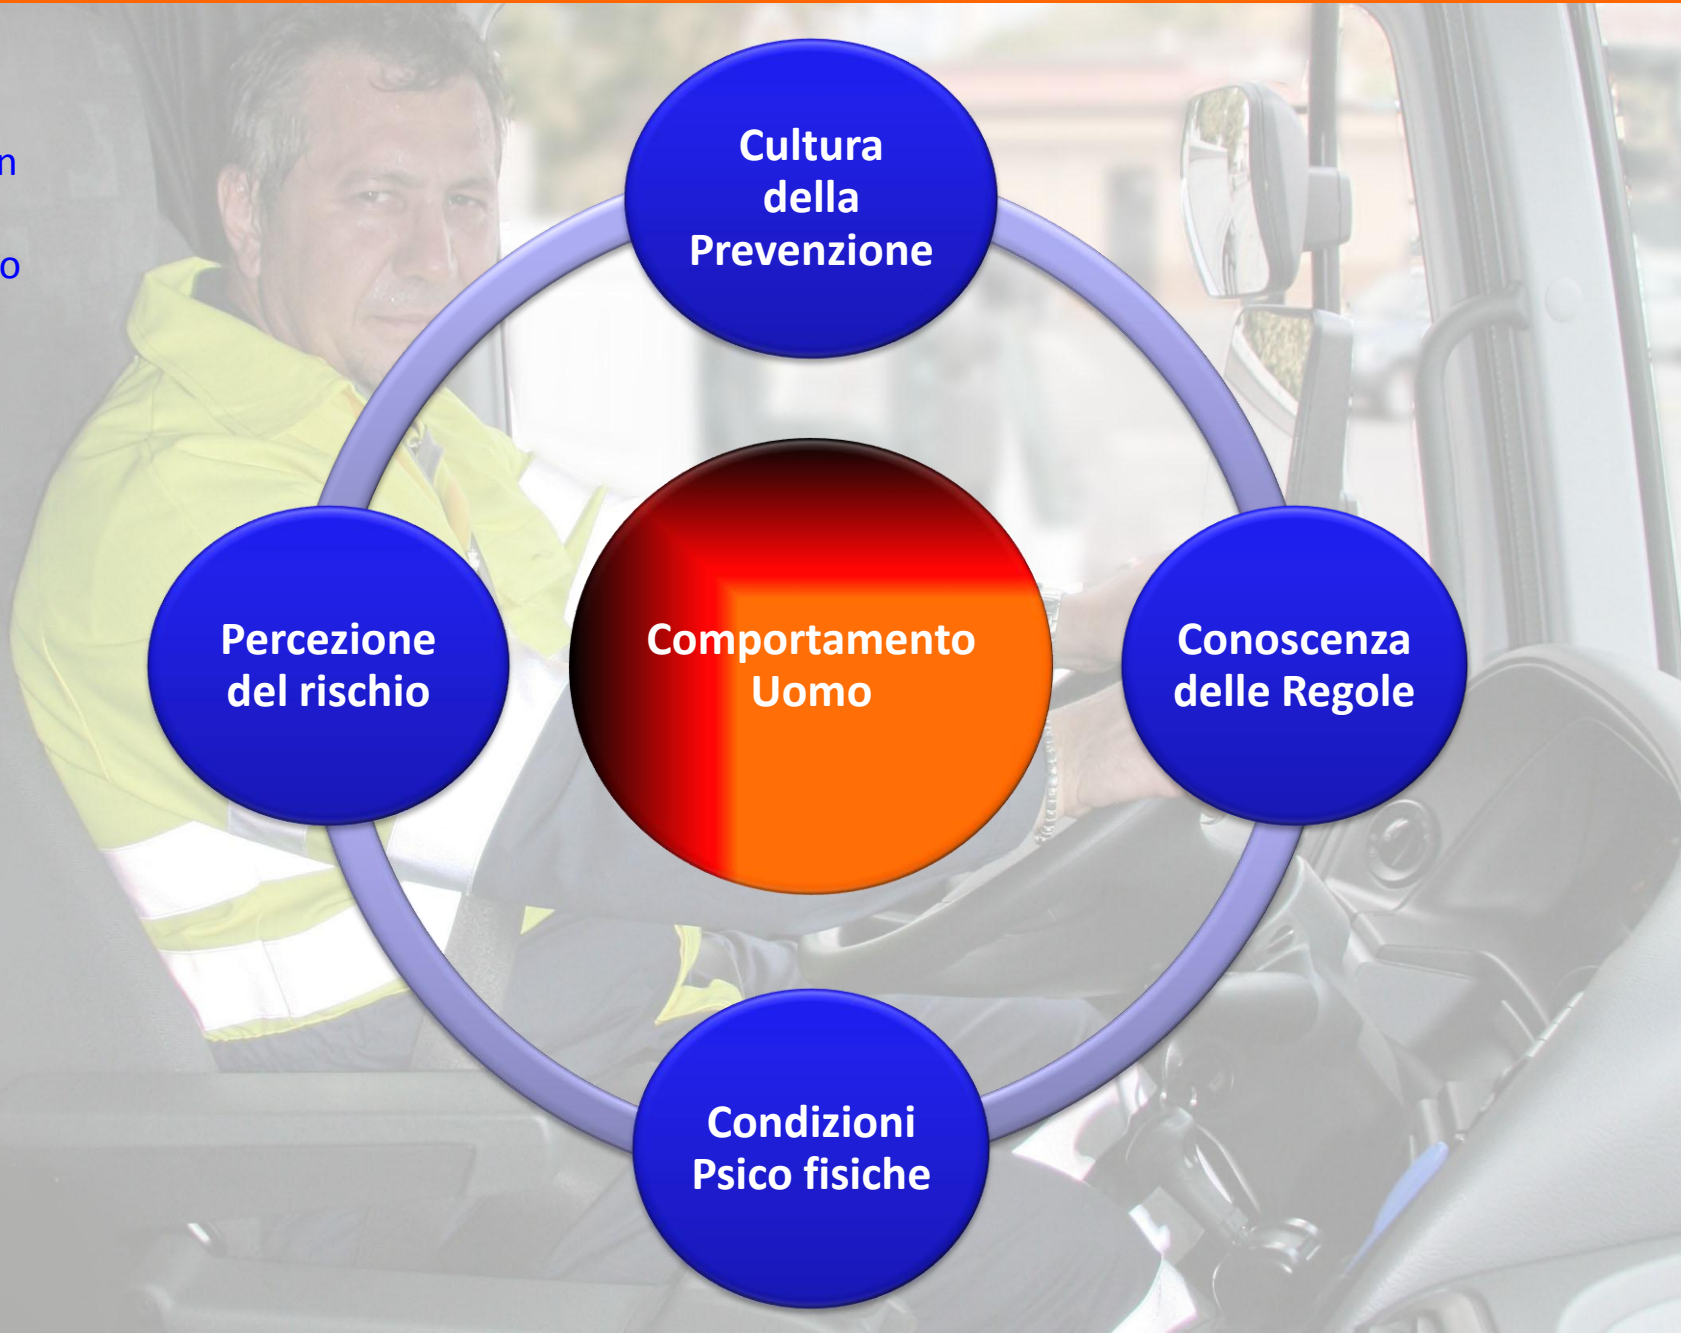 n
o
Cultura
della
Prevenzione
Percezione
del rischio
Comportamento
Uomo
Conoscenza
delle Regole
Condizioni
Psico fisiche